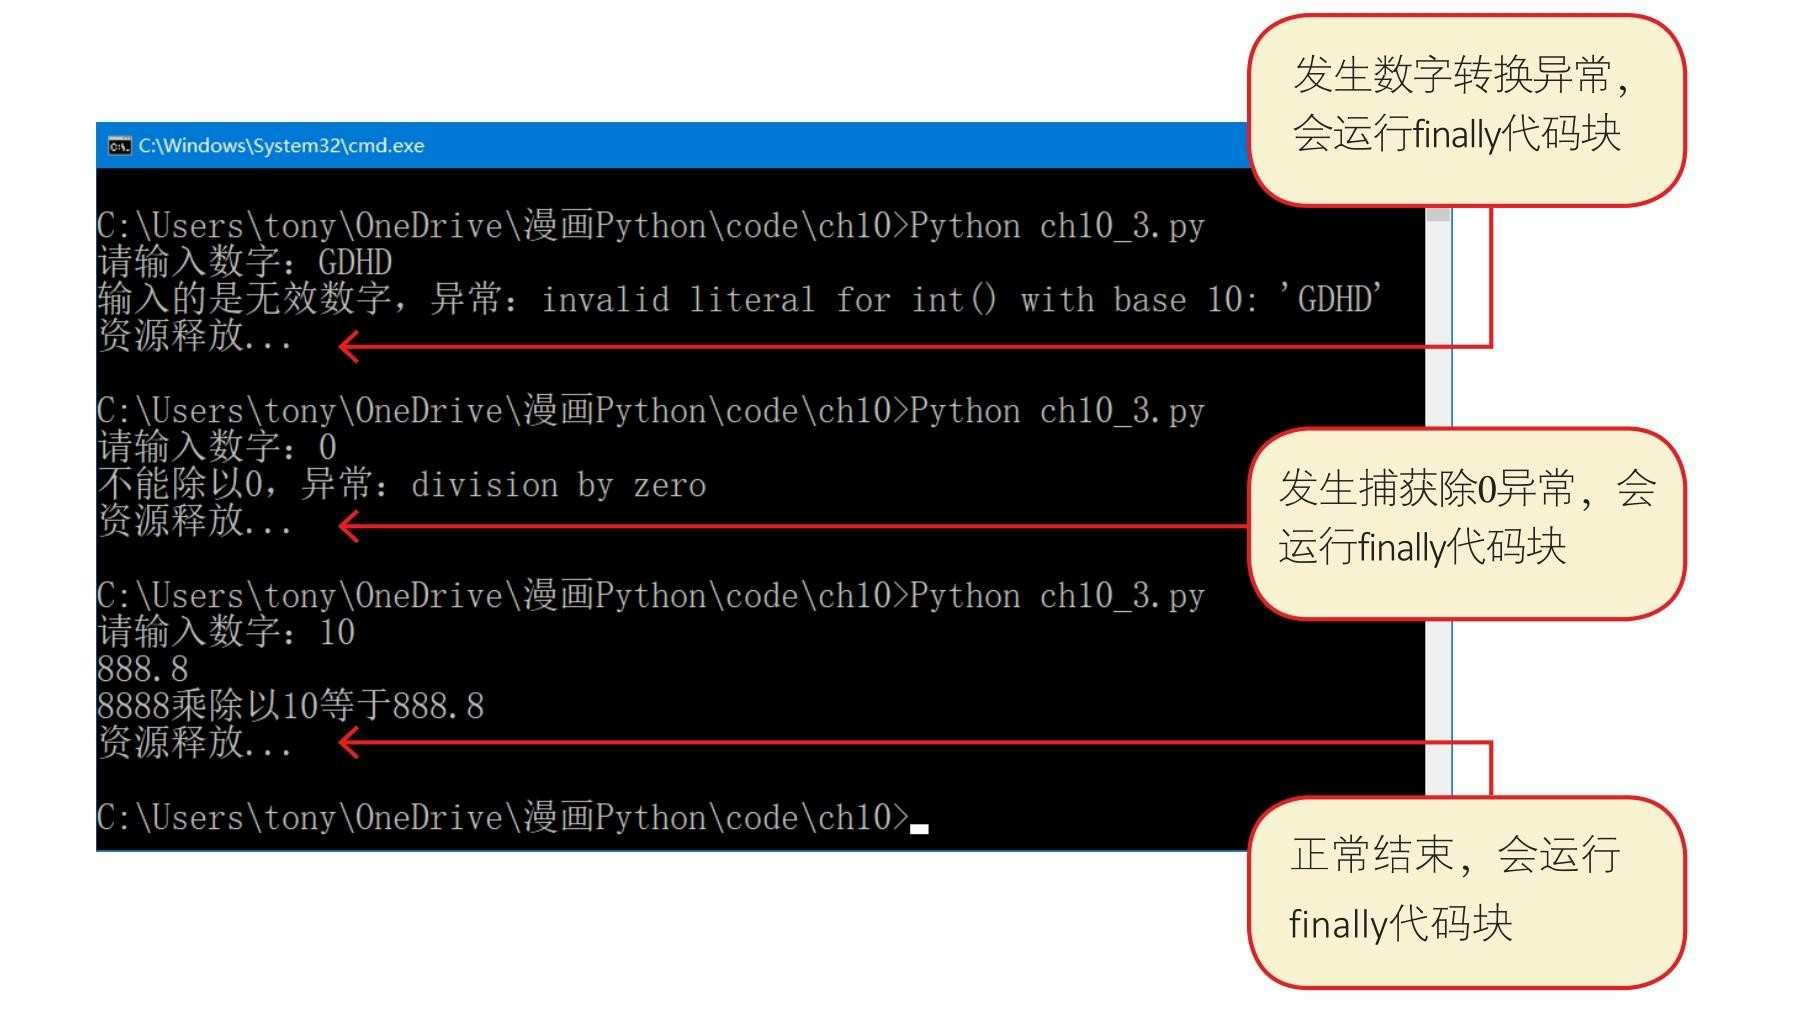 发生数字转换异常，
会运行finally代码块
C:\Windows\System32\cmd.exe
C:\Users\tony\OneDrive\漫画Python\code\ch10>Python ch10_3.py
请输入数字：GDHD
输入的是无效数字，异常：invalid literal for int() with base 10: 'GDHD'
资源释放...
C:\Users\tony\OneDrive\漫画Python\code\ch10>Python ch10_3.py
请输入数字：0
不能除以0，异常：division by zero
资源释放...
发生捕获除0异常，会
运行finally代码块
C:\Users\tony\OneDrive\漫画Python\code\ch10>Python ch10_3.py
请输入数字：10
888.8
8888乘除以10等于888.8
资源释放...
C:\Users\tony\OneDrive\漫画Python\code\ch10>
正常结束，会运行
finally代码块